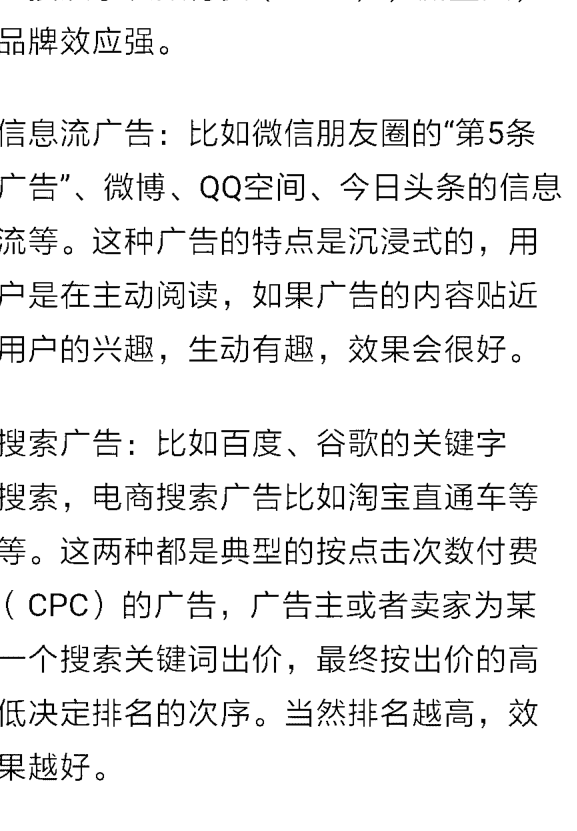 品牌效应强。
信息流广告：比如微信朋友圈的“第5条
广告”、微博、QQ空间、今日头条的信息
流等。这种广告的特点是沉浸式的，用
户是在主动阅读，如果广告的内容贴近
用户的兴趣，生动有趣，效果会很好。
搜索广告：比如百度、谷歌的关键字
搜索，电商搜索广告比如淘宝直通车等
等。这两种都是典型的按点击次数付费
（CPC）的广告，广告主或者卖家为某
一个搜索关键词出价，最终按出价的高
低决定排名的次序。当然排名越高，效
果越好。